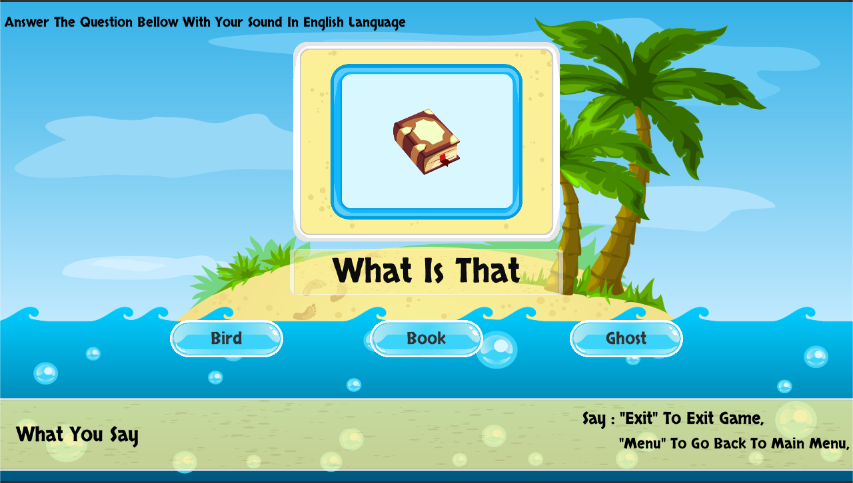 Answer The Question Bellow With Your Sound In English Language
What Is That
Bird
Book
Ghost
What You Say
Say : "Exit" To Exit Game,
"Menu" To Go Back To Main Menu,